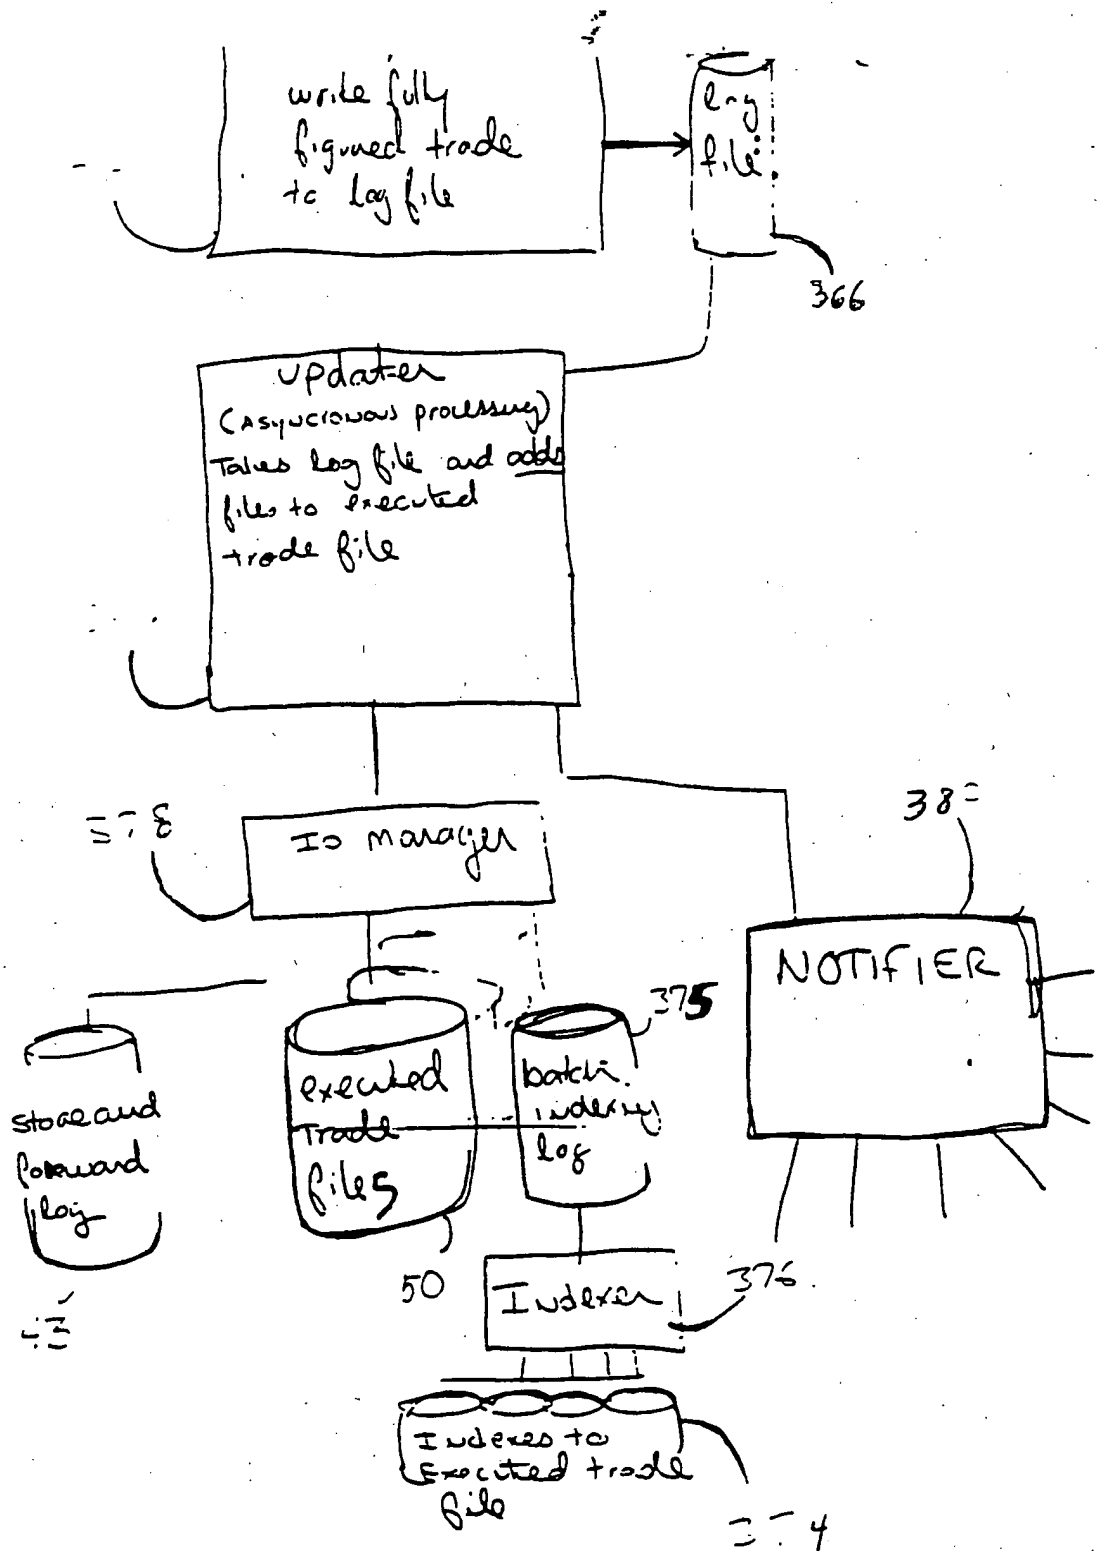 write fully
figured trade
to log file
log
file
366
updater
(Asyncronous processing)
Takes log file and adds
files to executed
trade file
IO manager
NOTIFIER
375
executed
Trade
files
batch
indexing
log
store and
forward
log
50
Indexer
376
Indexes to
Executed trade
file